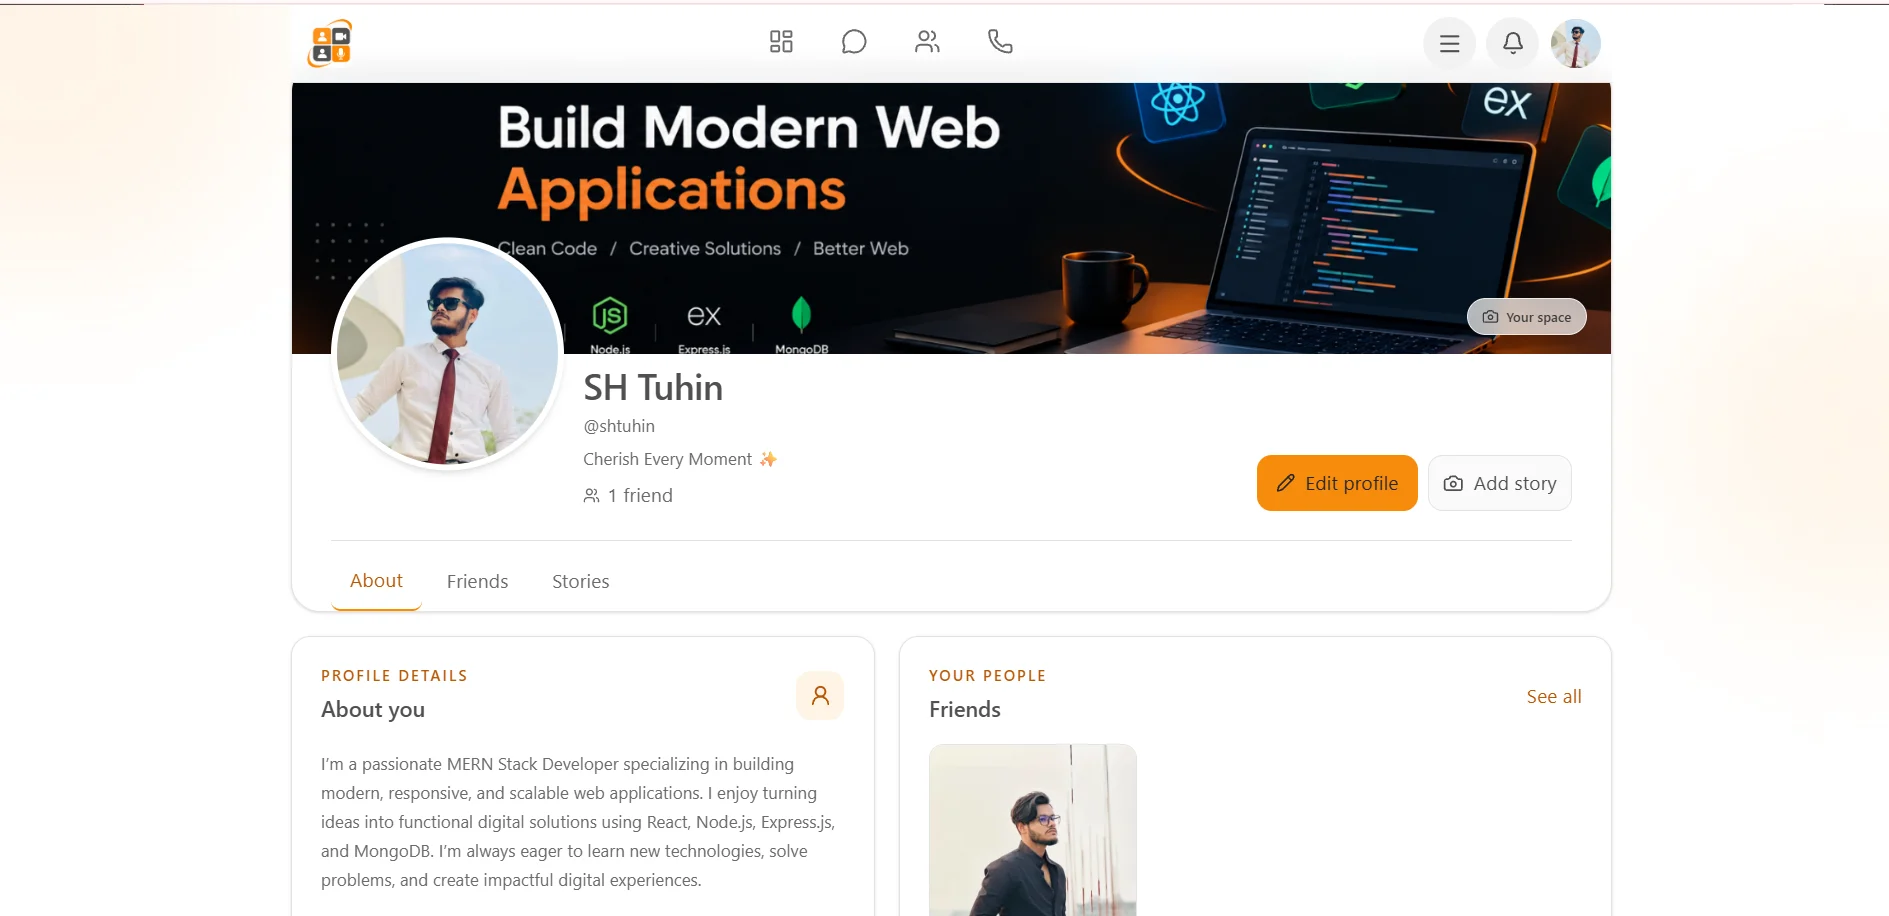 Build Modern Web
Applications
Clean Code / Creative Solutions / Better Web
ex
JS
ex
Node.js
Express.js
MongoDB
Your space
SH Tuhin
@shtuhin
Cherish Every Moment ✨
1 friend
Edit profile
Add story
About
Friends
Stories
PROFILE DETAILS
About you
I'm a passionate MERN Stack Developer specializing in building
modern, responsive, and scalable web applications. I enjoy turning
ideas into functional digital solutions using React, Node.js, Express.js,
and MongoDB. I'm always eager to learn new technologies, solve
problems, and create impactful digital experiences.
YOUR PEOPLE
Friends
See all